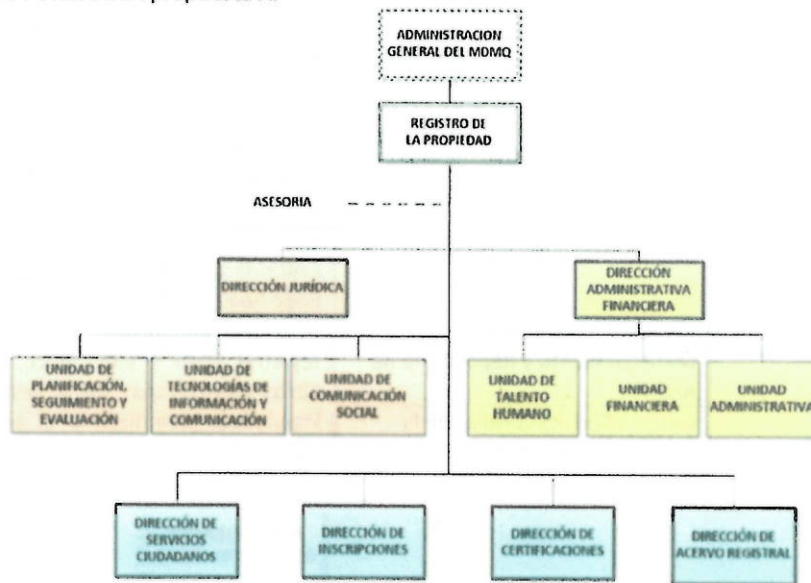 ADMINISTRACION
GENERAL DEL MDMQ
REGISTRO DE
LA PROPIEDAD
ASESORIA
DIRECCIÓN JURÍDICA
DIRECCIÓN
ADMINISTRATIVA
FINANCIERA
UNIDAD DE
PLANIFICACIÓN,
SEGUIMIENTO Y
EVALUACIÓN
UNIDAD DE
TECNOLOGÍAS DE
INFORMACIÓN Y
COMUNICACIÓN
UNIDAD DE
COMUNICACIÓN
SOCIAL
UNIDAD DE
TALENTO
HUMANO
UNIDAD
FINANCIERA
UNIDAD
ADMINISTRATIVA
DIRECCIÓN DE
SERVICIOS
CIUDADANOS
DIRECCIÓN DE
INSCRIPCIONES
DIRECCIÓN DE
CERTIFICACIONES
DIRECCIÓN DE
ACERVO REGISTRAL